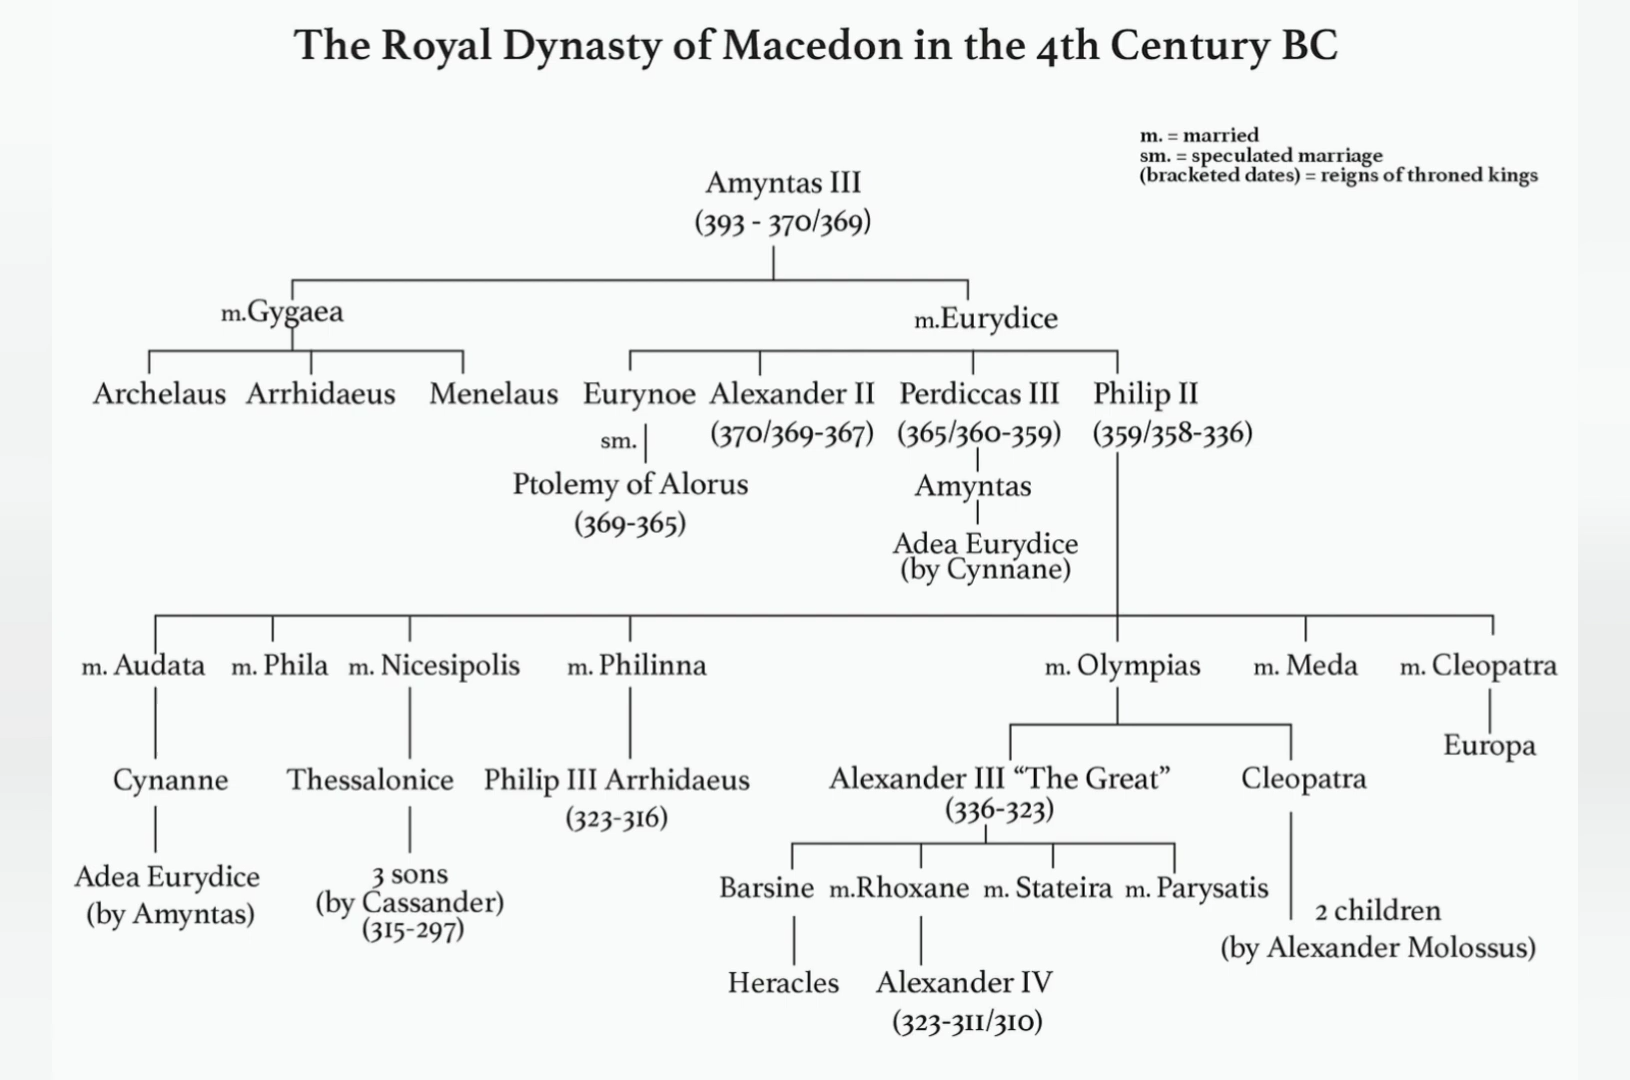 The Royal Dynasty of Macedon in the 4th Century BC
m. = married
sm. = speculated marriage
(bracketed dates) = reigns of throned kings
Amyntas III
(393 - 370/369)
m.Gygaea
m.Eurydice
Archelaus
Arrhidaeus
Menelaus
Eurynoe
Alexander II
Perdiccas III
Philip II
(370/369-367)
(365/360-359)
(359/358-336)
sm.
Ptolemy of Alorus
(369-365)
Amyntas
Adea Eurydice
(by Cynnane)
m. Audata
m. Phila
m. Nicesipolis
m. Philinna
m. Olympias
m. Meda
m. Cleopatra
Europa
Cynanne
Thessalonice
Philip III Arrhidaeus
(323-316)
Alexander III “The Great”
(336-323)
Cleopatra
Adea Eurydice
(by Amyntas)
3 sons
(by Cassander)
(315-297)
Barsine
m.Rhoxane
m. Stateira
m. Parysatis
2 children
(by Alexander Molossus)
Heracles
Alexander IV
(323-311/310)